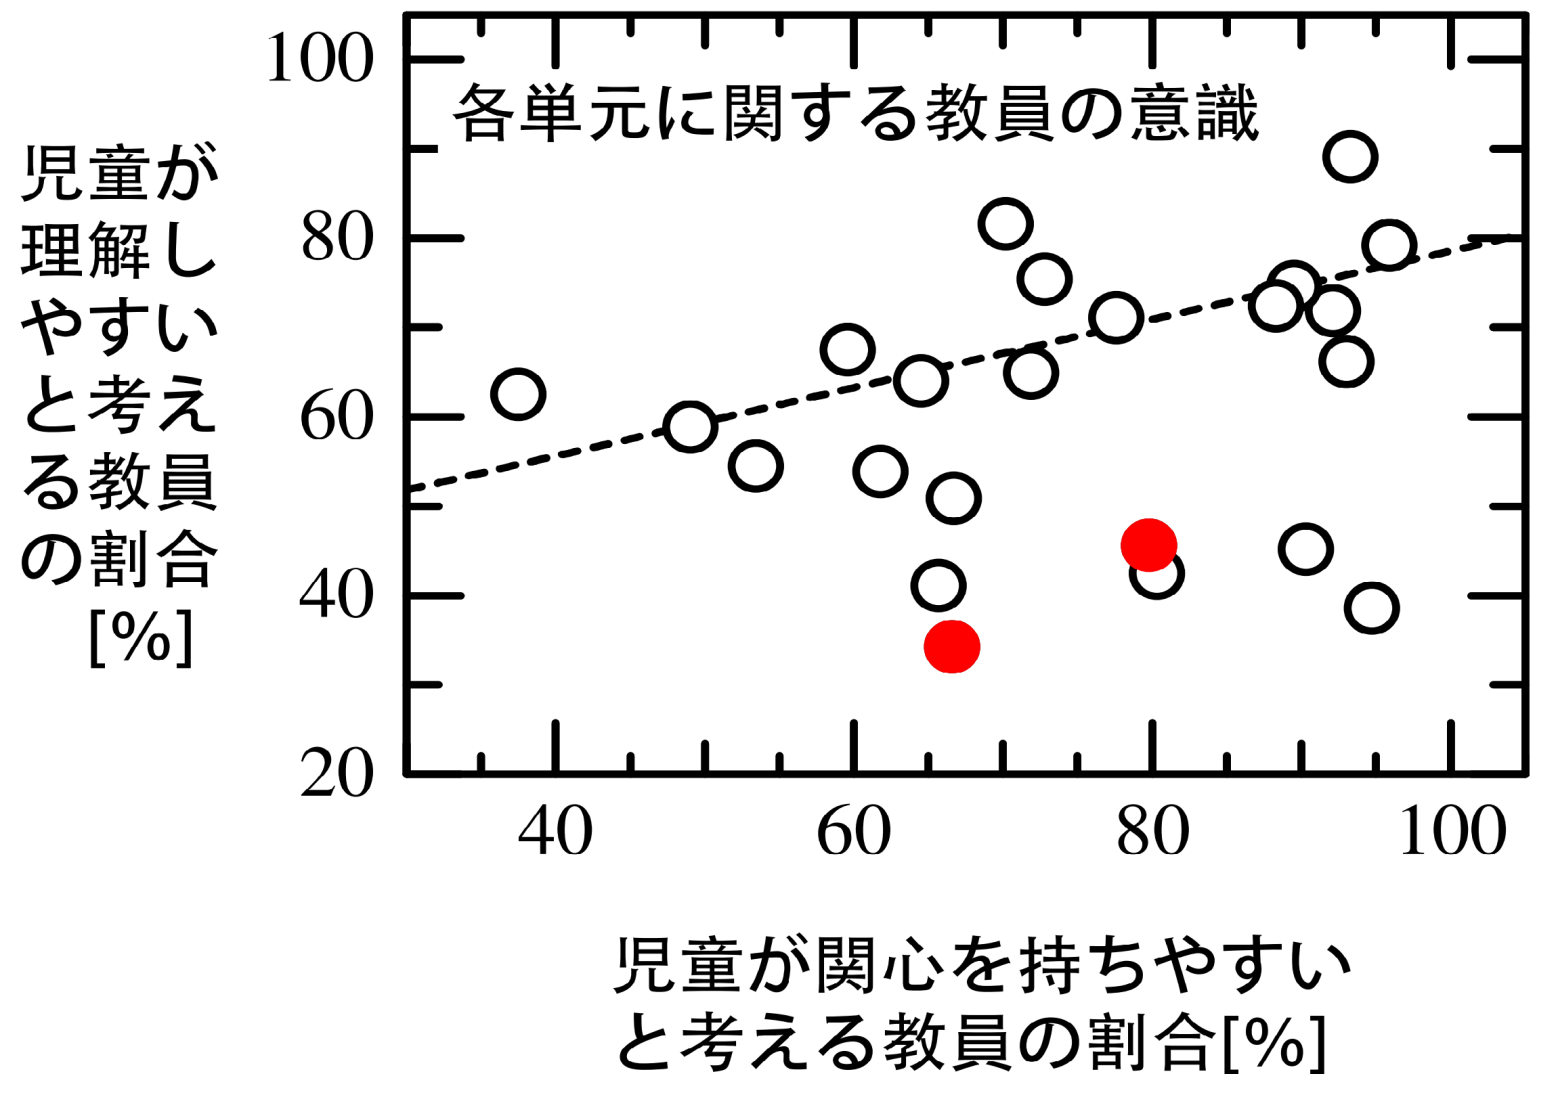 各単元に関する教員の意識
児童が
理解し
やすい
と考え
る教員
の割合
[%]
100
80
60
40
20
40 60 80 100
児童が関心を持ちやすい
と考える教員の割合[%]